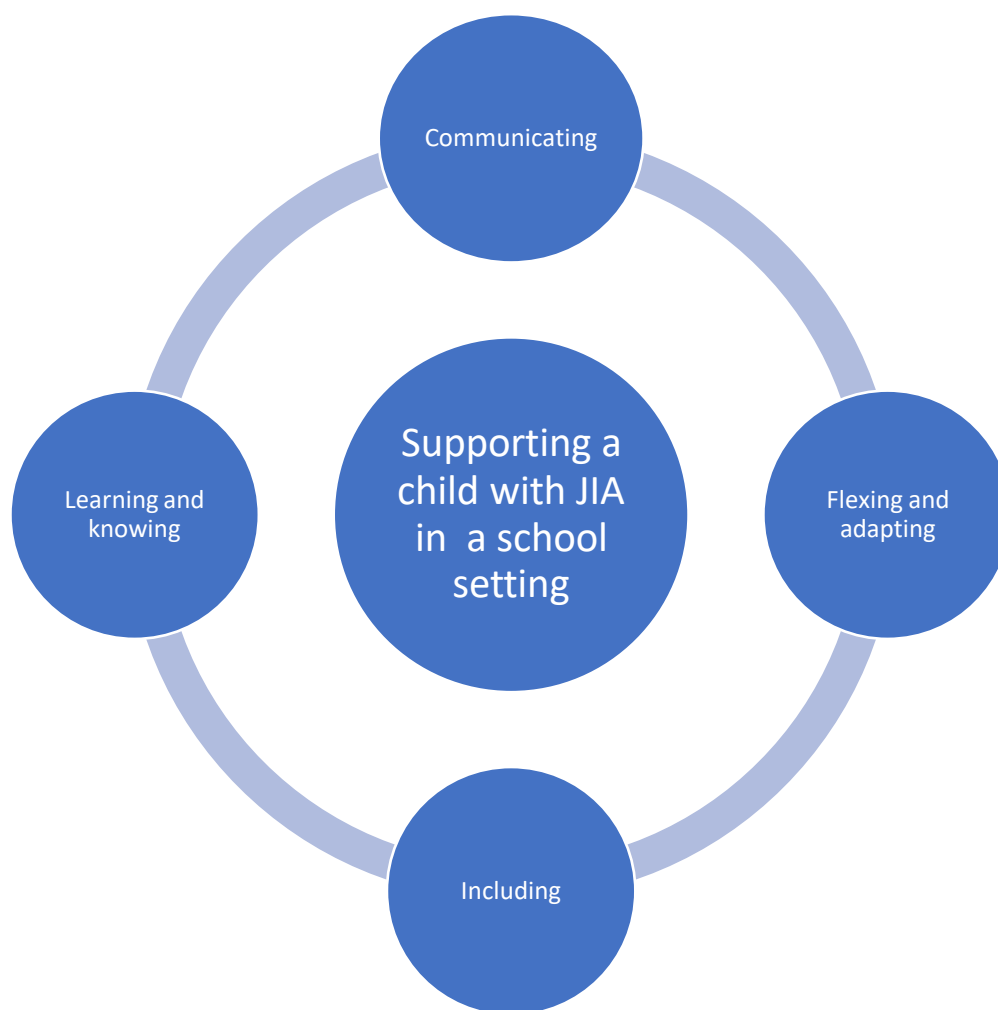 Communicating
Learning and
knowing
Supporting a
child with JIA
in  a school
setting
Flexing and
adapting
Including